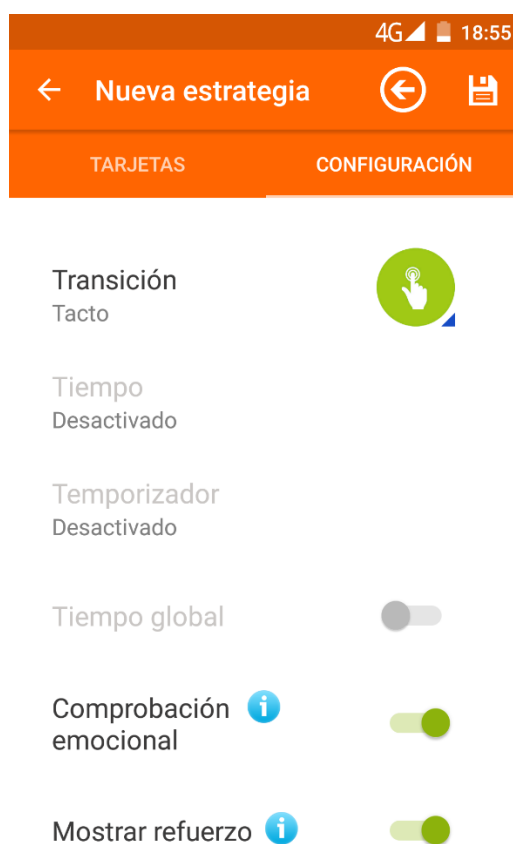 4G 18:55
Nueva estrategia
TARJETAS CONFIGURACIÓN
Transición
Tacto
Tiempo
Desactivado
Temporizador
Desactivado
Tiempo global
Comprobación
emocional
Mostrar refuerzo